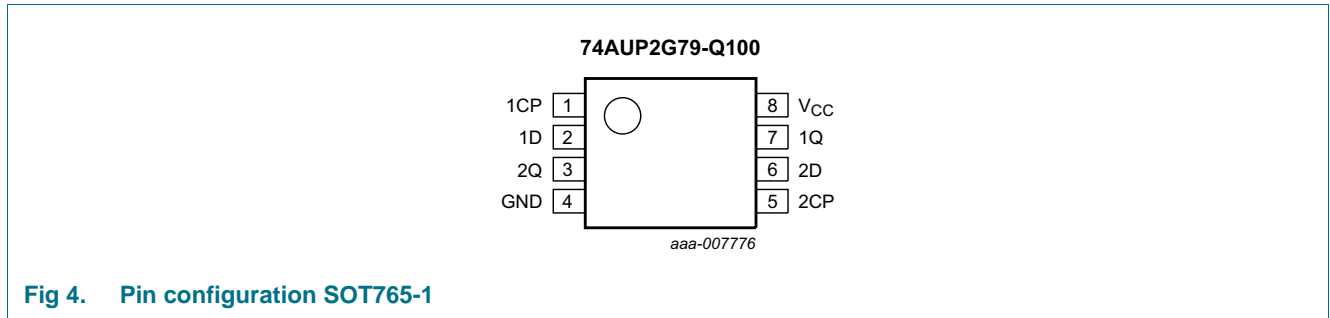 74AUP2G79-Q100
1CP 1 8 VCC
1D 2 7 1Q
2Q 3 6 2D
GND 4 5 2CP
aaa-007776
Fig 4. Pin configuration SOT765-1